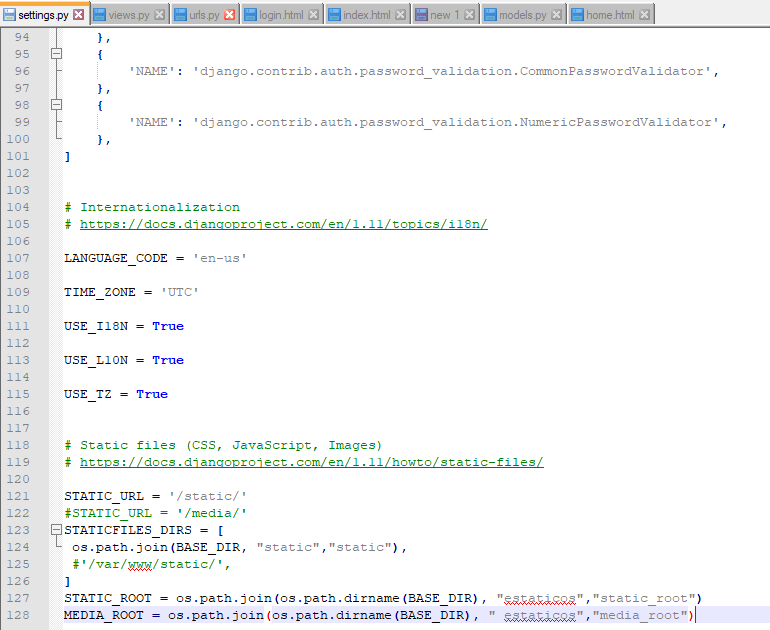 settings.py views.py urls.py login.html index.html new 1 models.py home.html
94 },
95 {
96 'NAME': 'django.contrib.auth.password_validation.CommonPasswordValidator',
97 },
98 {
99 'NAME': 'django.contrib.auth.password_validation.NumericPasswordValidator',
100 },
101 ]
102
103
104 # Internationalization
105 # https://docs.djangoproject.com/en/1.11/topics/i18n/
106
107 LANGUAGE_CODE = 'en-us'
108
109 TIME_ZONE = 'UTC'
110
111 USE_I18N = True
112
113 USE_L10N = True
114
115 USE_TZ = True
116
117
118 # Static files (CSS, JavaScript, Images)
119 # https://docs.djangoproject.com/en/1.11/howto/static-files/
120
121 STATIC_URL = '/static/'
122 #STATIC_URL = '/media/'
123 STATICFILES_DIRS = [
124 os.path.join(BASE_DIR, "static","static"),
125 #'/var/www/static/',
126 ]
127 STATIC_ROOT = os.path.join(os.path.dirname(BASE_DIR), "estaticos","static_root")
128 MEDIA_ROOT = os.path.join(os.path.dirname(BASE_DIR), " estaticos","media_root")